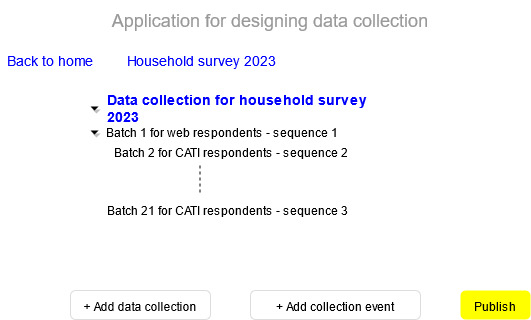 Application for designing data collection
Back to home
Household survey 2023
Data collection for household survey
2023
Batch 1 for web respondents - sequence 1
Batch 2 for CATI respondents - sequence 2
Batch 21 for CATI respondents - sequence 3
+ Add data collection
+ Add collection event
Publish